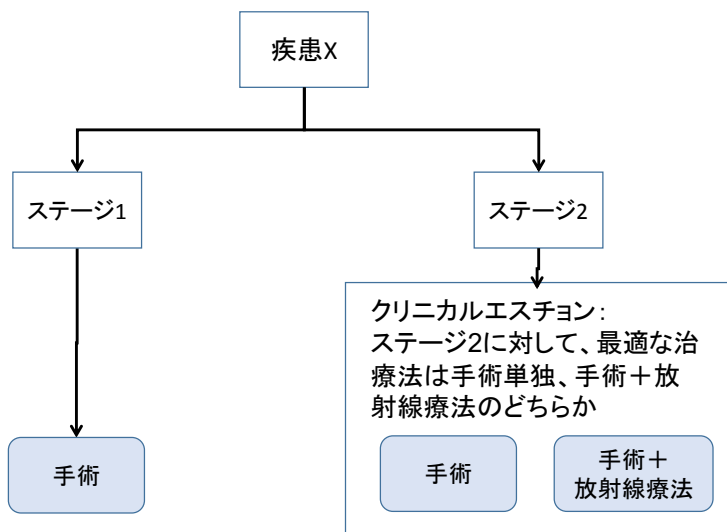 疾患X
ステージ1
ステージ2
クリニカルエスチョン：
ステージ2に対して、最適な治
療法は手術単独、手術＋放
射線療法のどちらか
手術
手術
手術＋
放射線療法